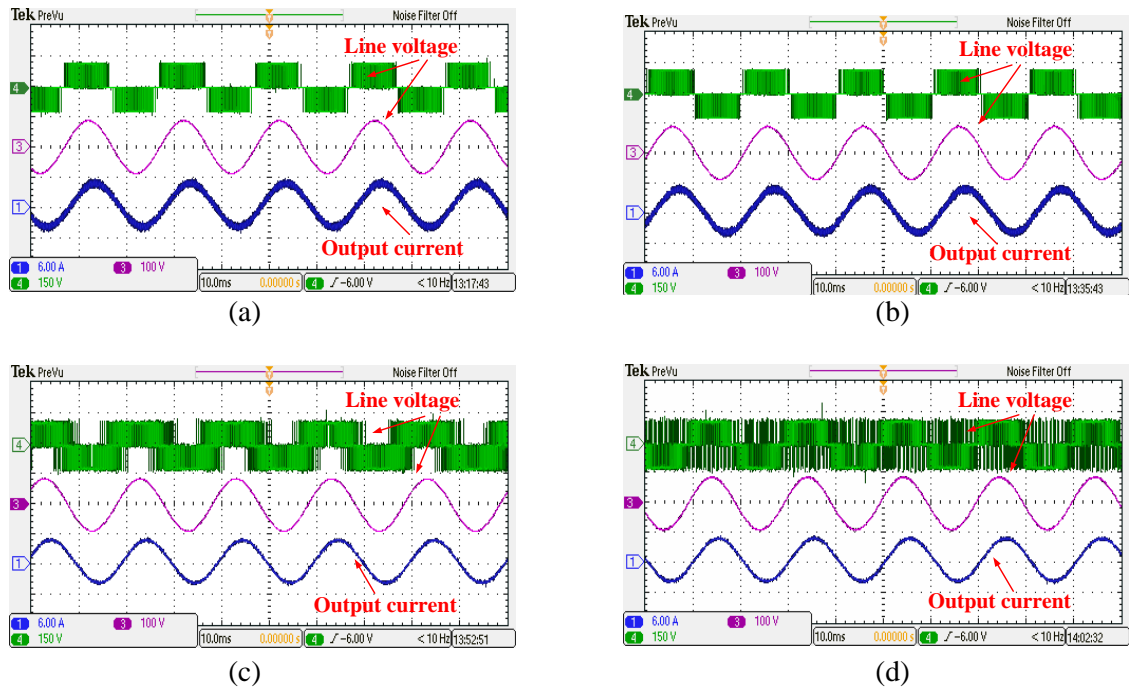 Tek PreVu
Noise Filter Off
Line voltage
4
3
1
Output current
1 6.00 A 3 100 V
4 150 V
10.0ms 0.00000 s 4 −6.00 V < 10 Hz 13:17:43
(a)
Tek PreVu
Noise Filter Off
Line voltage
4
3
1
Output current
1 6.00 A 3 100 V
4 150 V
10.0ms 0.00000 s 4 −6.00 V < 10 Hz 13:35:43
(b)
Tek PreVu
Noise Filter Off
Line voltage
4
3
1
Output current
1 6.00 A 3 100 V
4 150 V
10.0ms 0.00000 s 4 −6.00 V < 10 Hz 13:52:51
(c)
Tek PreVu
Noise Filter Off
Line voltage
4
3
1
Output current
1 6.00 A 3 100 V
4 150 V
10.0ms 0.00000 s 4 −6.00 V < 10 Hz 14:02:32
(d)